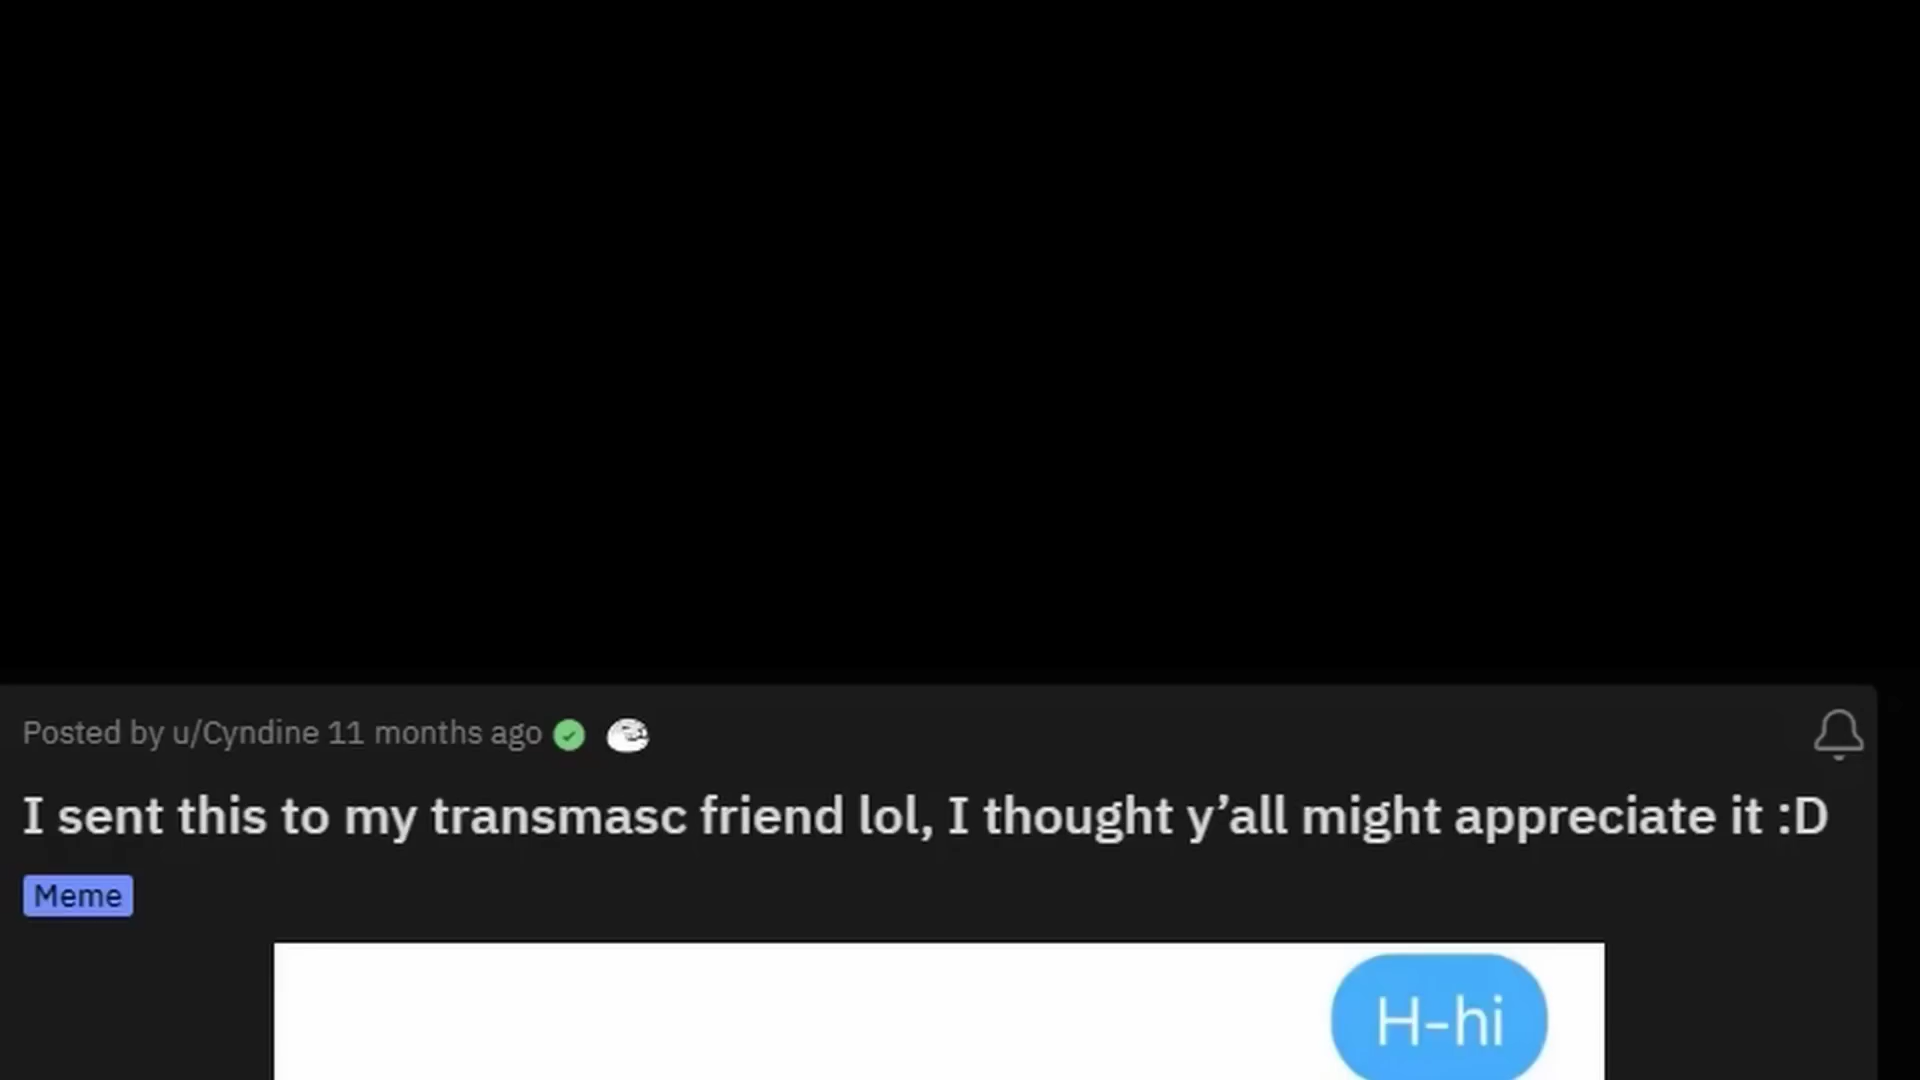 Posted by u/Cyndine 11 months ago
I sent this to my transmasc friend lol, I thought y’all might appreciate it :D
Meme
H-hi